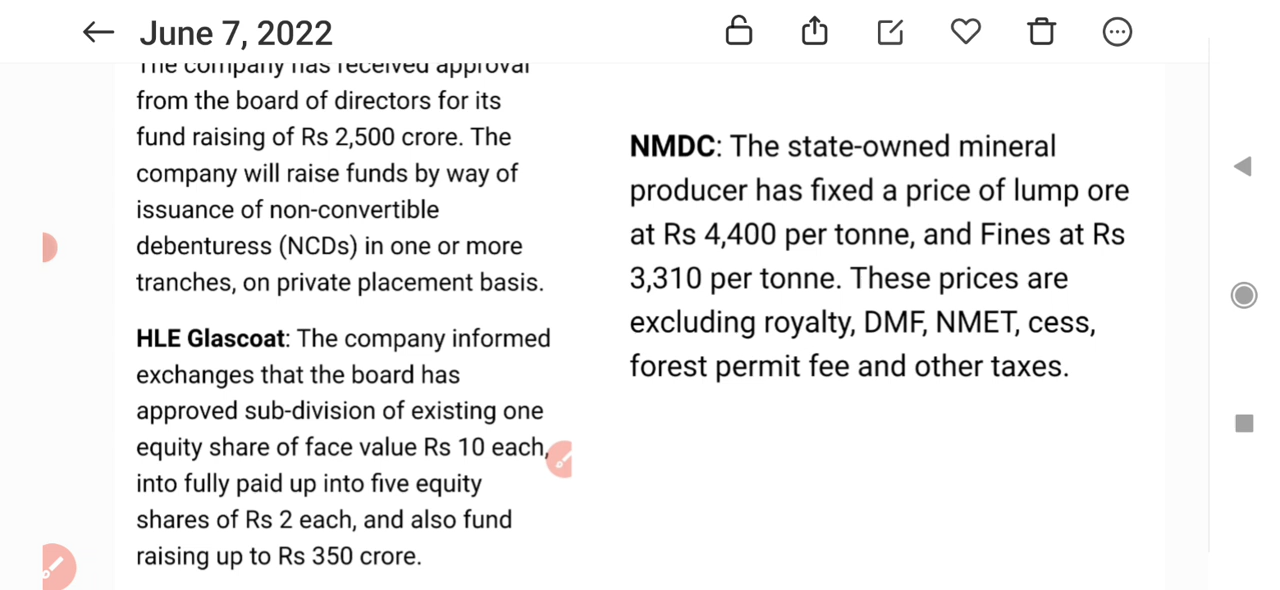 June 7, 2022
The company has received approval
from the board of directors for its
fund raising of Rs 2,500 crore. The
company will raise funds by way of
issuance of non-convertible
debenturess (NCDs) in one or more
tranches, on private placement basis.
HLE Glascoat: The company informed
exchanges that the board has
approved sub-division of existing one
equity share of face value Rs 10 each,
into fully paid up into five equity
shares of Rs 2 each, and also fund
raising up to Rs 350 crore.
NMDC: The state-owned mineral
producer has fixed a price of lump ore
at Rs 4,400 per tonne, and Fines at Rs
3,310 per tonne. These prices are
excluding royalty, DMF, NMET, cess,
forest permit fee and other taxes.